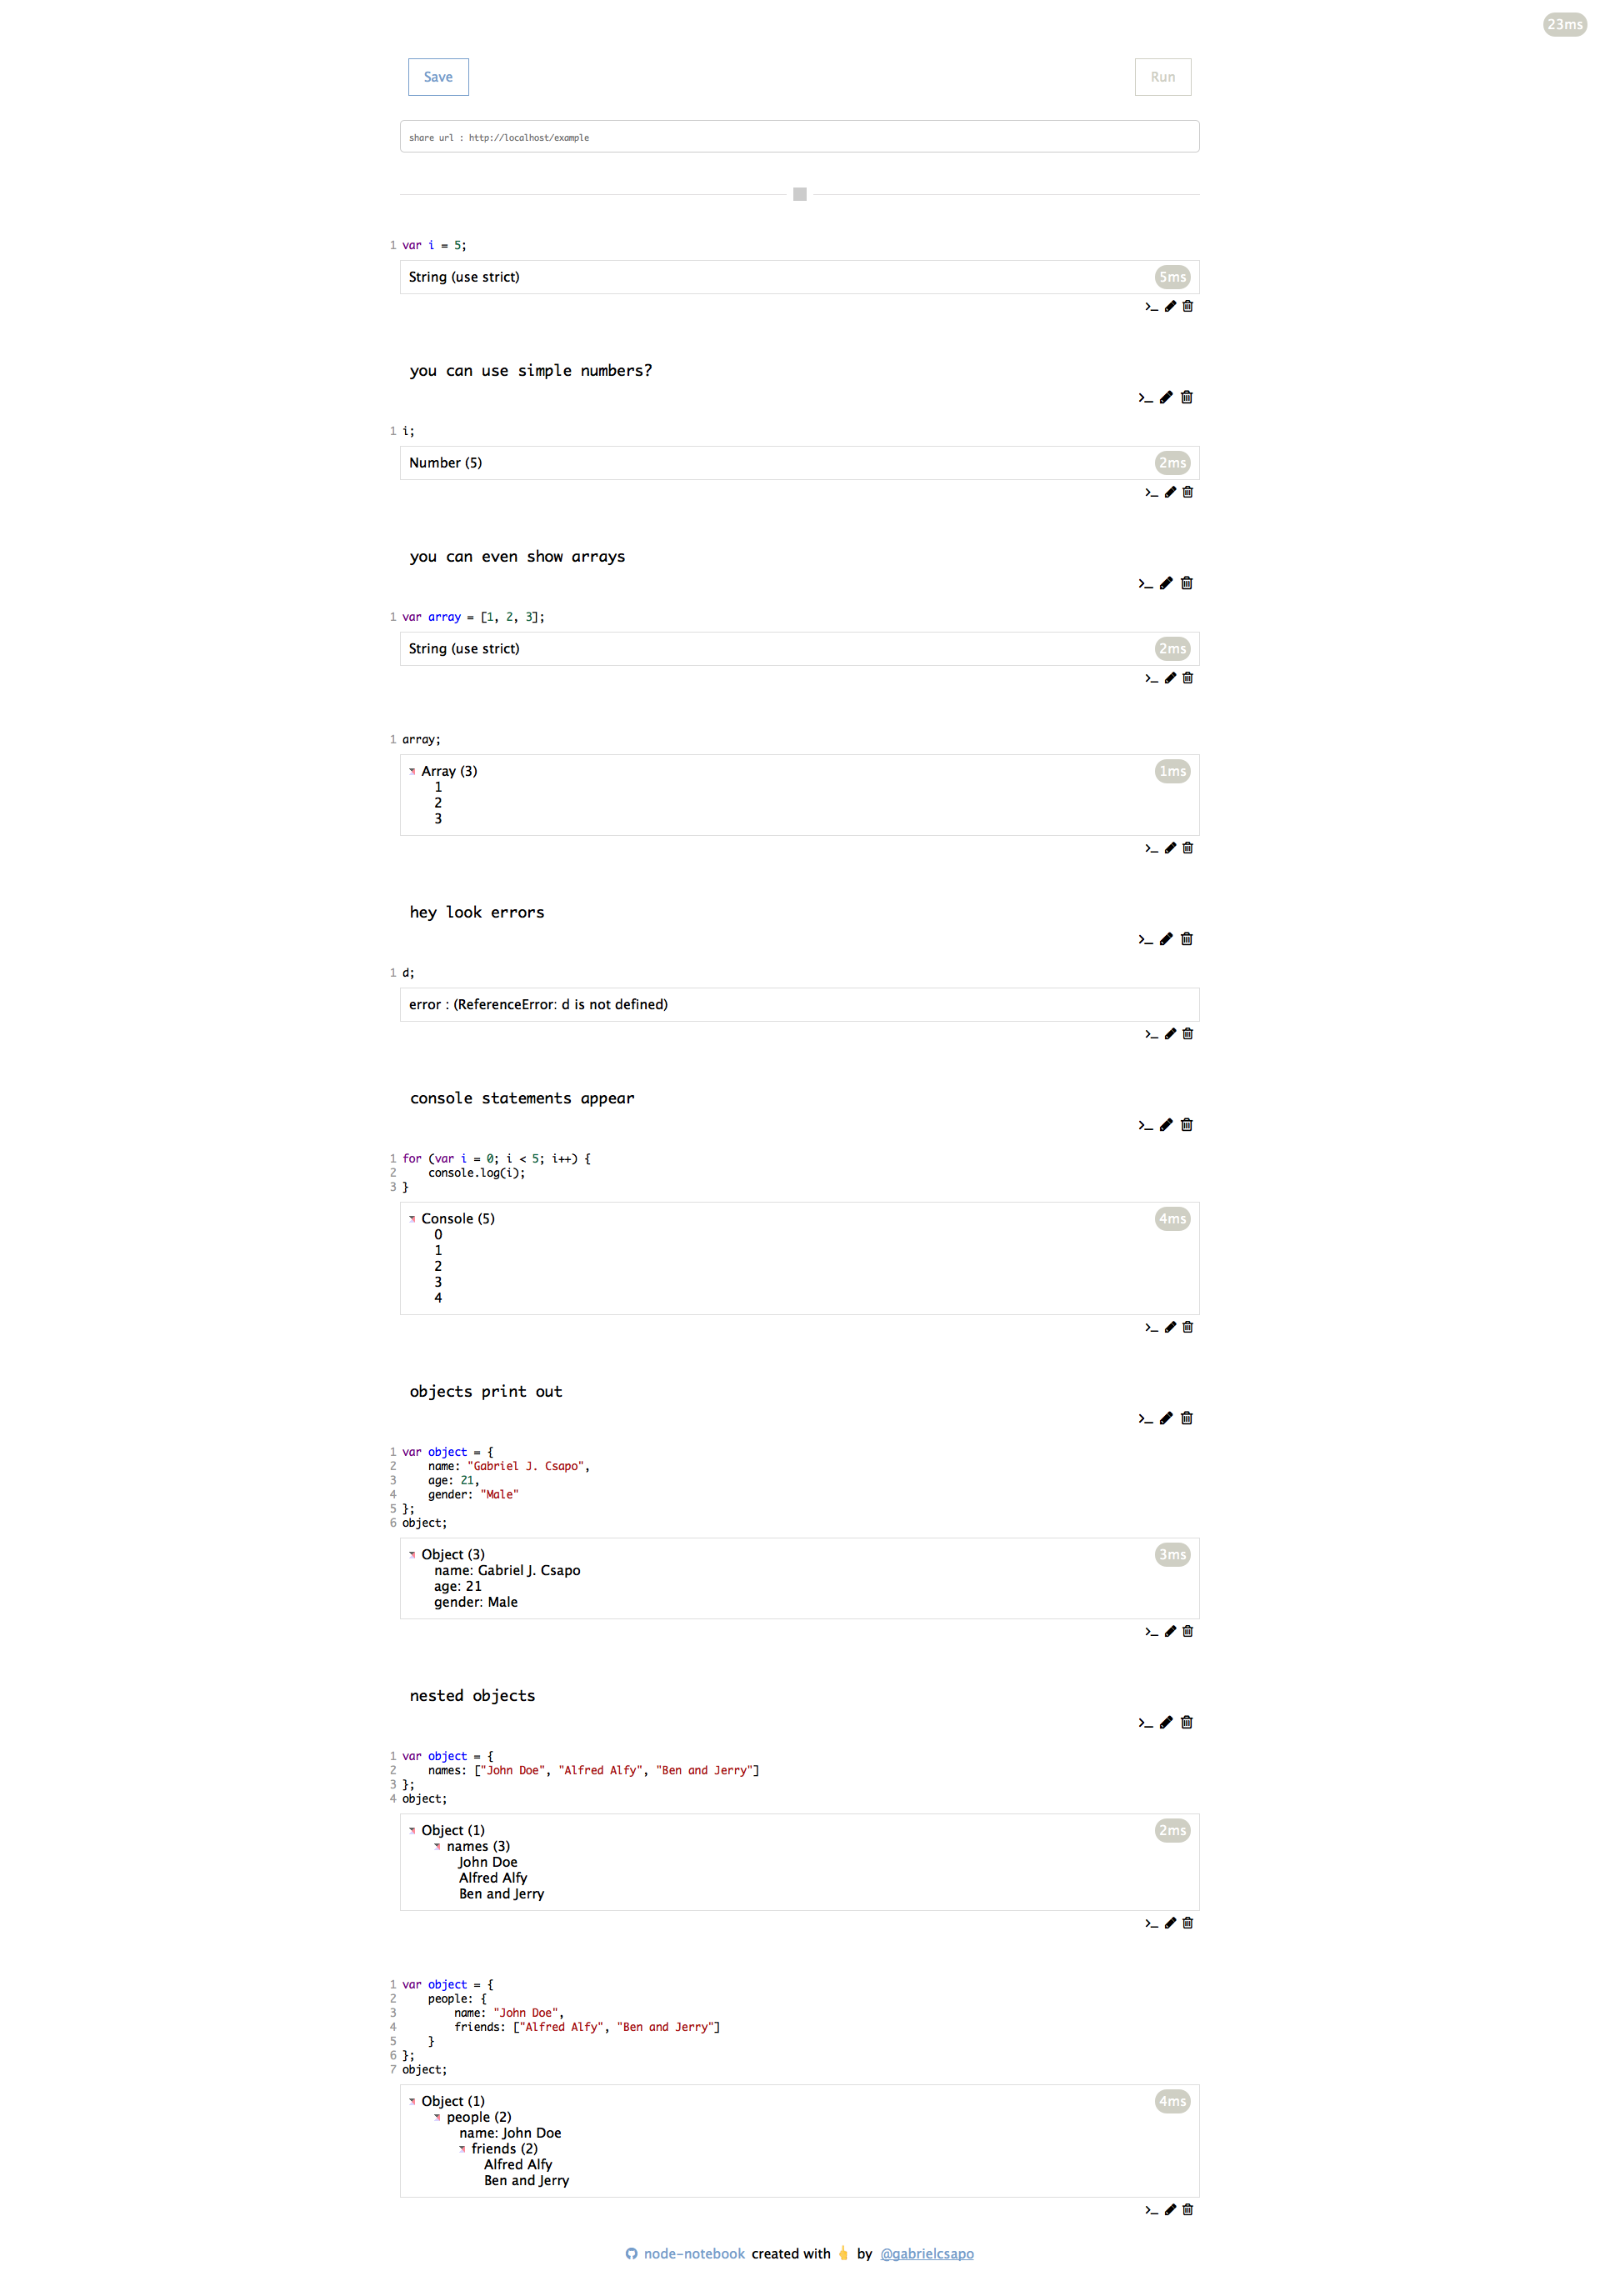 23ms
Save
Run
share url : http://localhost/example
1 var i = 5;
String (use strict)
5ms
you can use simple numbers?
1 i;
Number (5)
2ms
you can even show arrays
1 var array = [1, 2, 3];
String (use strict)
2ms
1 array;
Array (3)
1ms
1
2
3
hey look errors
1 d;
error : (ReferenceError: d is not defined)
console statements appear
1 for (var i = 0; i < 5; i++) {
2     console.log(i);
3 }
Console (5)
4ms
0
1
2
3
4
objects print out
1 var object = {
2     name: "Gabriel J. Csapo",
3     age: 21,
4     gender: "Male"
5 };
6 object;
Object (3)
3ms
name: Gabriel J. Csapo
age: 21
gender: Male
nested objects
1 var object = {
2     names: ["John Doe", "Alfred Alfy", "Ben and Jerry"]
3 };
4 object;
Object (1)
2ms
names (3)
John Doe
Alfred Alfy
Ben and Jerry
1 var object = {
2     people: {
3         name: "John Doe",
4         friends: ["Alfred Alfy", "Ben and Jerry"]
5     }
6 };
7 object;
Object (1)
4ms
people (2)
name: John Doe
friends (2)
Alfred Alfy
Ben and Jerry
node-notebook created with 👆 by @gabrielcsapo